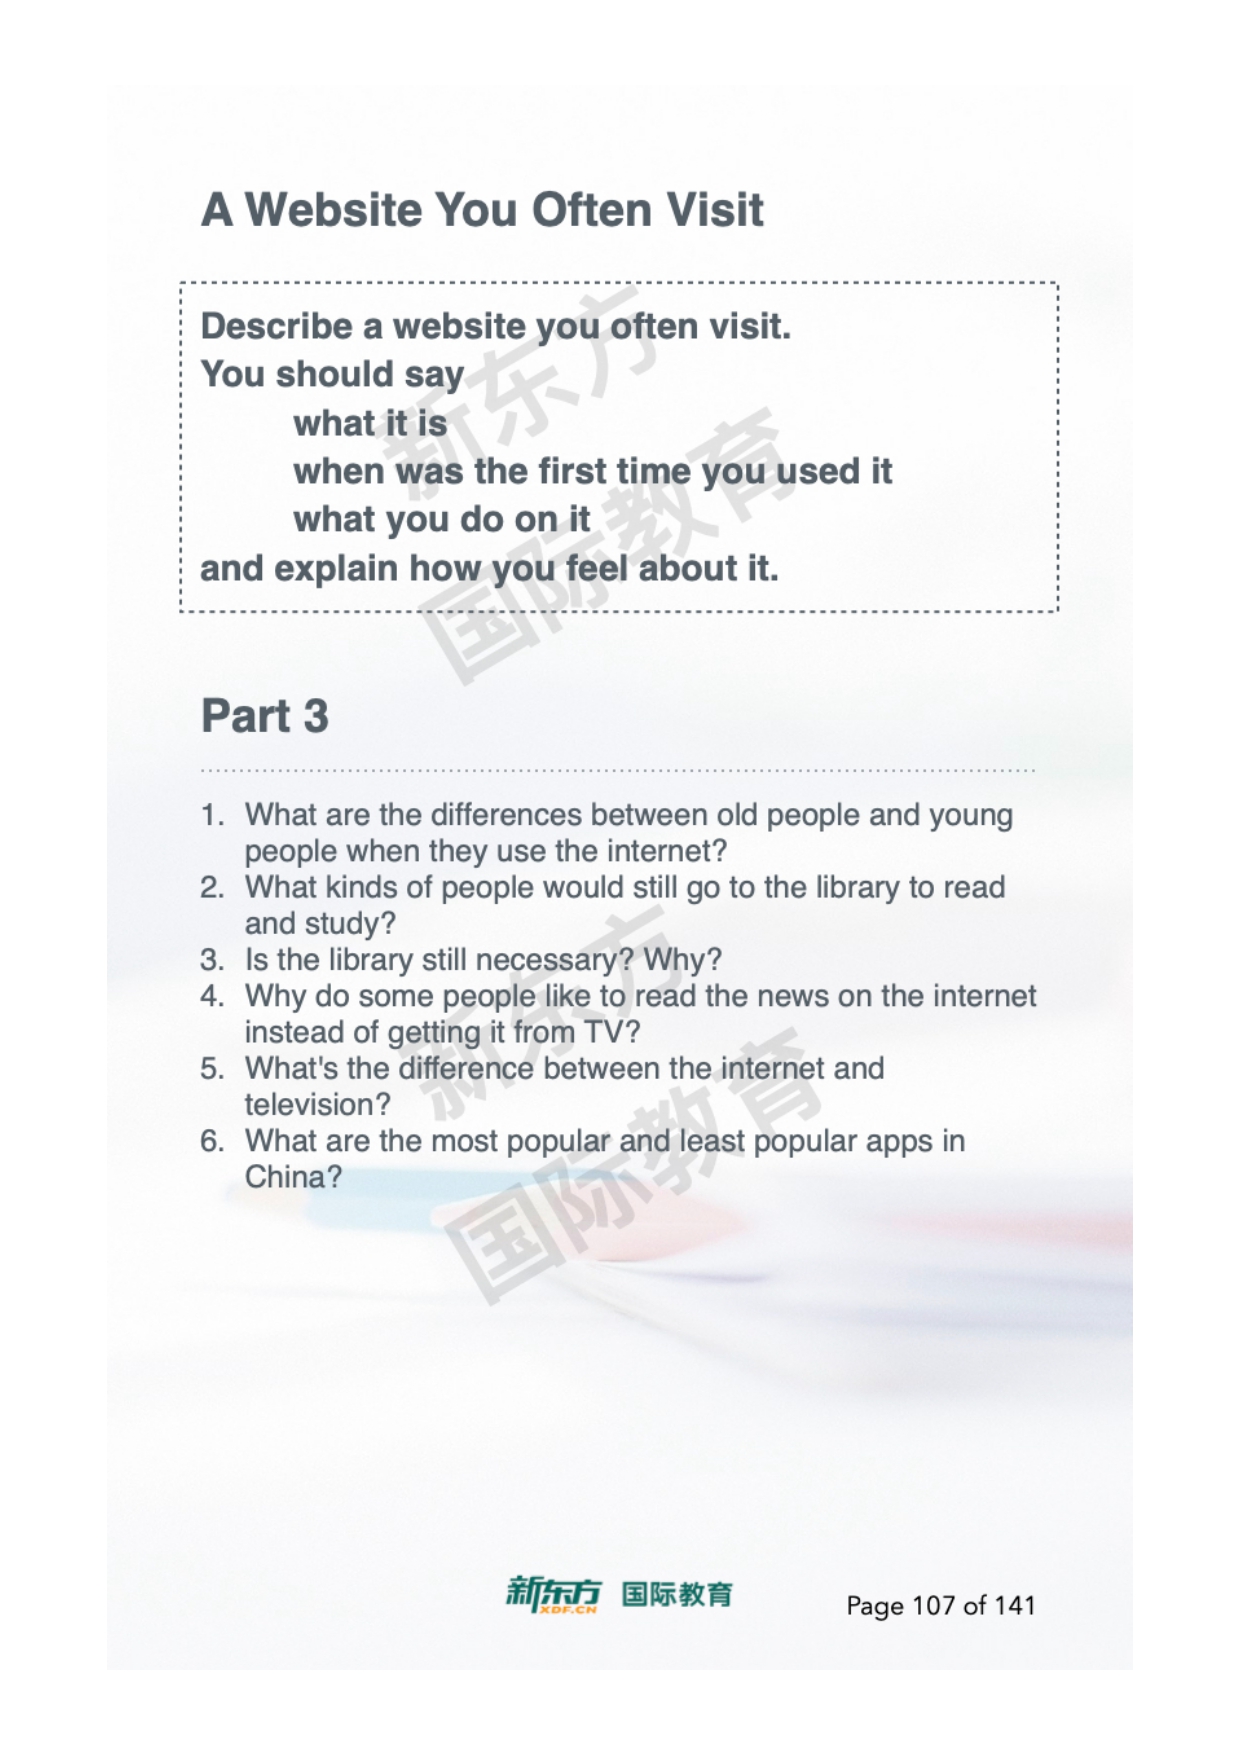 A Website You Often Visit
Describe a website you often visit.
You should say
what it is
when was the first time you used it
what you do on it
and explain how you feel about it.
新东方
国际教育
Part 3
1. What are the differences between old people and young
people when they use the internet?
2. What kinds of people would still go to the library to read
and study?
3. Is the library still necessary? Why?
4. Why do some people like to read the news on the internet
instead of getting it from TV?
5. What's the difference between the internet and
television?
6. What are the most popular and least popular apps in
China?
新东方
国际教育
新东方 XDF.CN 国际教育
Page 107 of 141